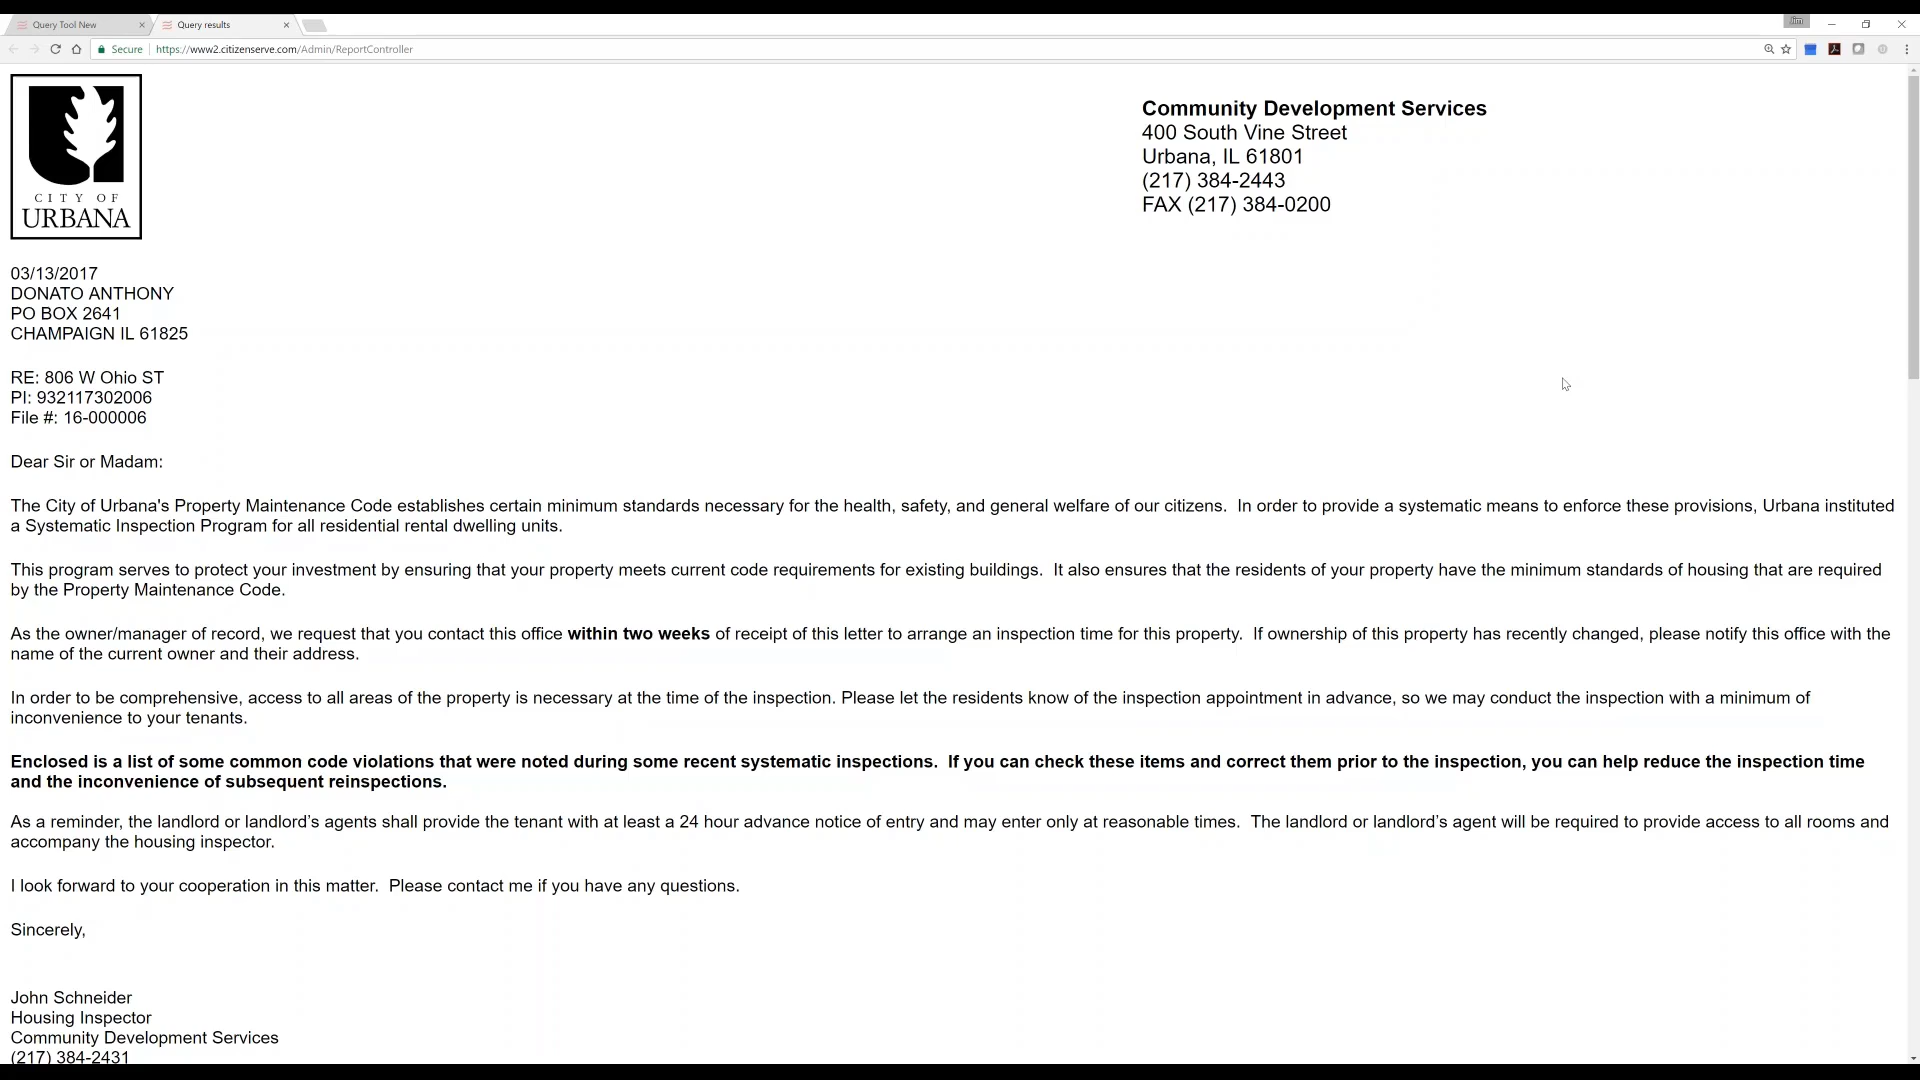 Query Tool New
Query results
Jim
Secure
https://www2.citizenserve.com/Admin/ReportController
CITY OF
URBANA
Community Development Services
400 South Vine Street
Urbana, IL 61801
(217) 384-2443
FAX (217) 384-0200
03/13/2017
DONATO ANTHONY
PO BOX 2641
CHAMPAIGN IL 61825
RE: 806 W Ohio ST
PI: 932117302006
File #: 16-000006
Dear Sir or Madam:
The City of Urbana's Property Maintenance Code establishes certain minimum standards necessary for the health, safety, and general welfare of our citizens.  In order to provide a systematic means to enforce these provisions, Urbana instituted
a Systematic Inspection Program for all residential rental dwelling units.
This program serves to protect your investment by ensuring that your property meets current code requirements for existing buildings.  It also ensures that the residents of your property have the minimum standards of housing that are required
by the Property Maintenance Code.
As the owner/manager of record, we request that you contact this office within two weeks of receipt of this letter to arrange an inspection time for this property.  If ownership of this property has recently changed, please notify this office with the
name of the current owner and their address.
In order to be comprehensive, access to all areas of the property is necessary at the time of the inspection. Please let the residents know of the inspection appointment in advance, so we may conduct the inspection with a minimum of
inconvenience to your tenants.
Enclosed is a list of some common code violations that were noted during some recent systematic inspections.  If you can check these items and correct them prior to the inspection, you can help reduce the inspection time
and the inconvenience of subsequent reinspections.
As a reminder, the landlord or landlord’s agents shall provide the tenant with at least a 24 hour advance notice of entry and may enter only at reasonable times.  The landlord or landlord’s agent will be required to provide access to all rooms and
accompany the housing inspector.
I look forward to your cooperation in this matter.  Please contact me if you have any questions.
Sincerely,
John Schneider
Housing Inspector
Community Development Services
(217) 384-2431